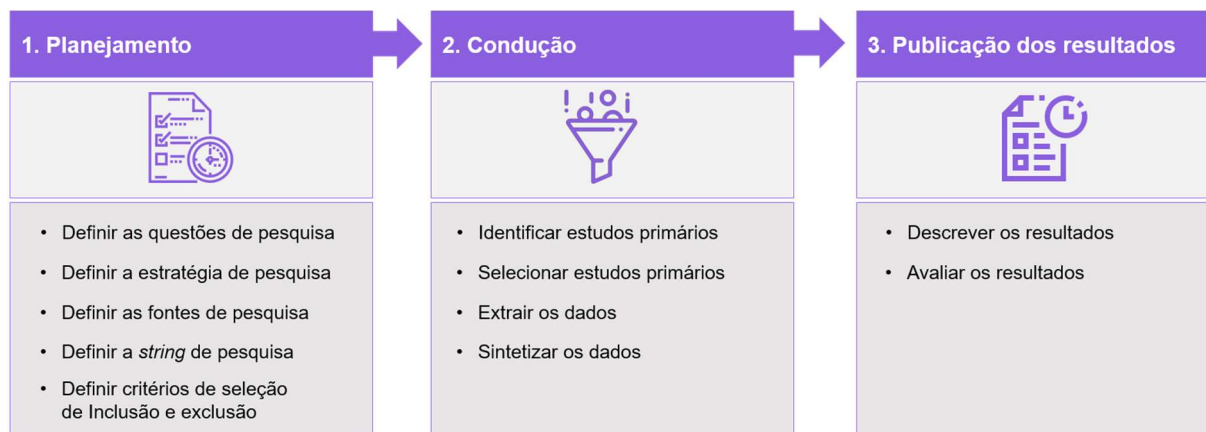 1. Planejamento
2. Condução
3. Publicação dos resultados
• Definir as questões de pesquisa
• Definir a estratégia de pesquisa
• Definir as fontes de pesquisa
• Definir a string de pesquisa
• Definir critérios de seleção
de Inclusão e exclusão
• Identificar estudos primários
• Selecionar estudos primários
• Extrair os dados
• Sintetizar os dados
• Descrever os resultados
• Avaliar os resultados